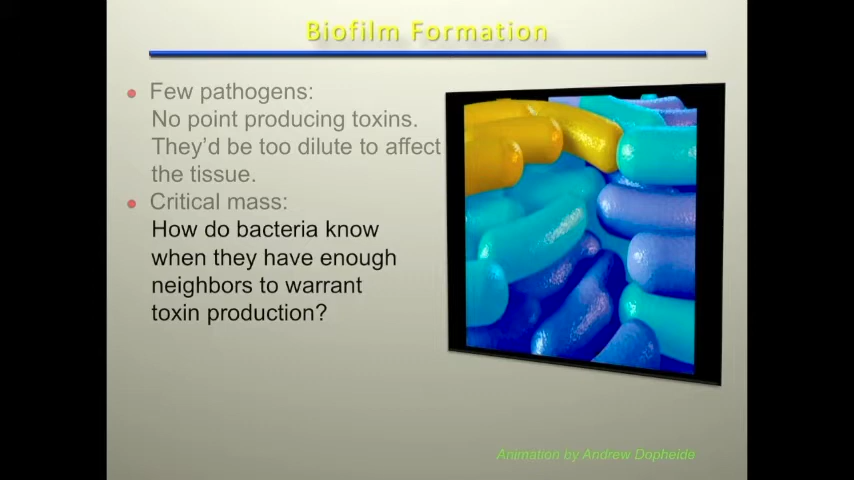 Biofilm Formation
Few pathogens:
No point producing toxins.
They'd be too dilute to affect
the tissue.
Critical mass:
How do bacteria know
when they have enough
neighbors to warrant
toxin production?
Animation by Andrew Dopheide